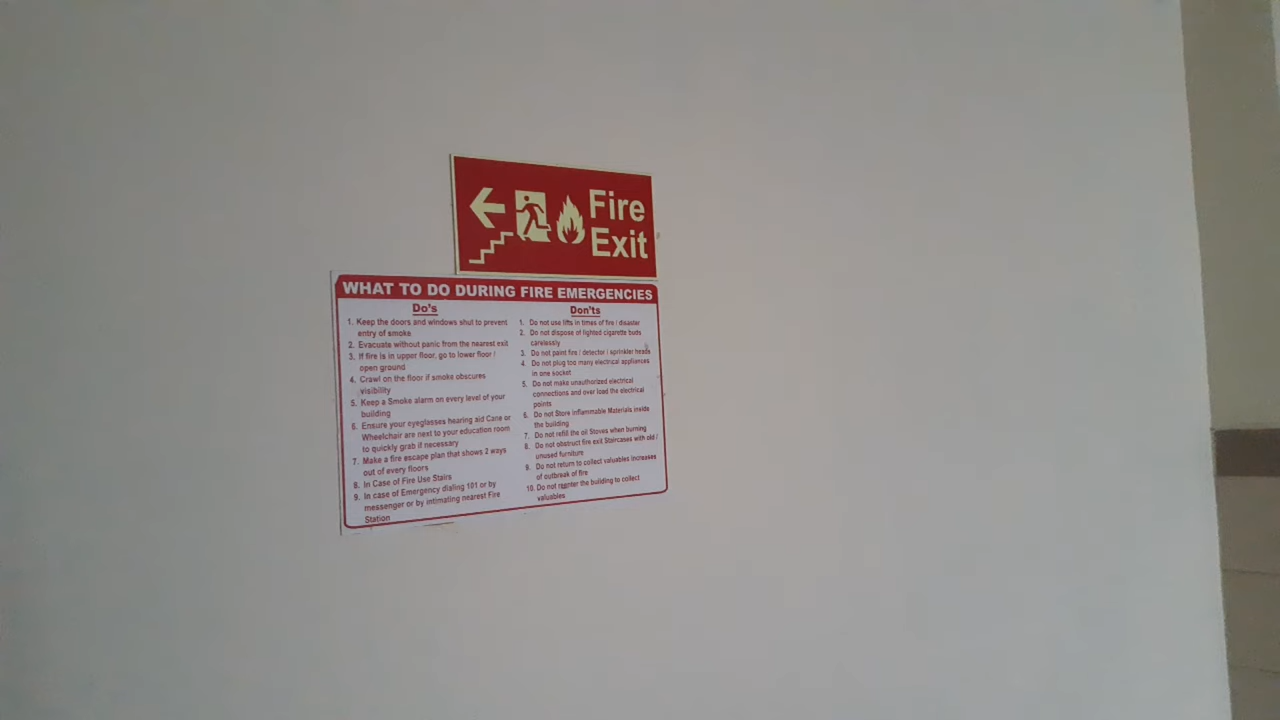 Fire
Exit
WHAT TO DO DURING FIRE EMERGENCIES
Do's
1. Keep the doors and windows shut to prevent
entry of smoke
2. Evacuate without panic from the nearest exit
3. If fire is in upper floor, go to lower floor /
open ground
4. Crawl on the floor if smoke obscures
visibility
5. Keep a Smoke alarm on every level of your
building
6. Ensure your eyeglasses hearing aid Cane or
Wheelchair are next to your education room
to quickly grab if necessary
7. Make a fire escape plan that shows 2 ways
out of every floors
8. In Case of Fire Use Stairs
9. In case of Emergency dialing 101 or by
messenger or by intimating nearest Fire
Station
Don'ts
1. Do not use lifts in times of fire / disaster
2. Do not dispose of lighted cigarette buds
carelessly
3. Do not paint fire / detector / sprinkler heads
4. Do not plug too many electrical appliances
in one socket
5. Do not make unauthorized electrical
connections and over load the electrical
points
6. Do not Store Inflammable Materials inside
the building
7. Do not refill the oil Stoves when burning
8. Do not obstruct fire exit Staircases with old /
unused furniture
9. Do not return to collect valuables increases
of outbreak of fire
10. Do not reenter the building to collect
valuables